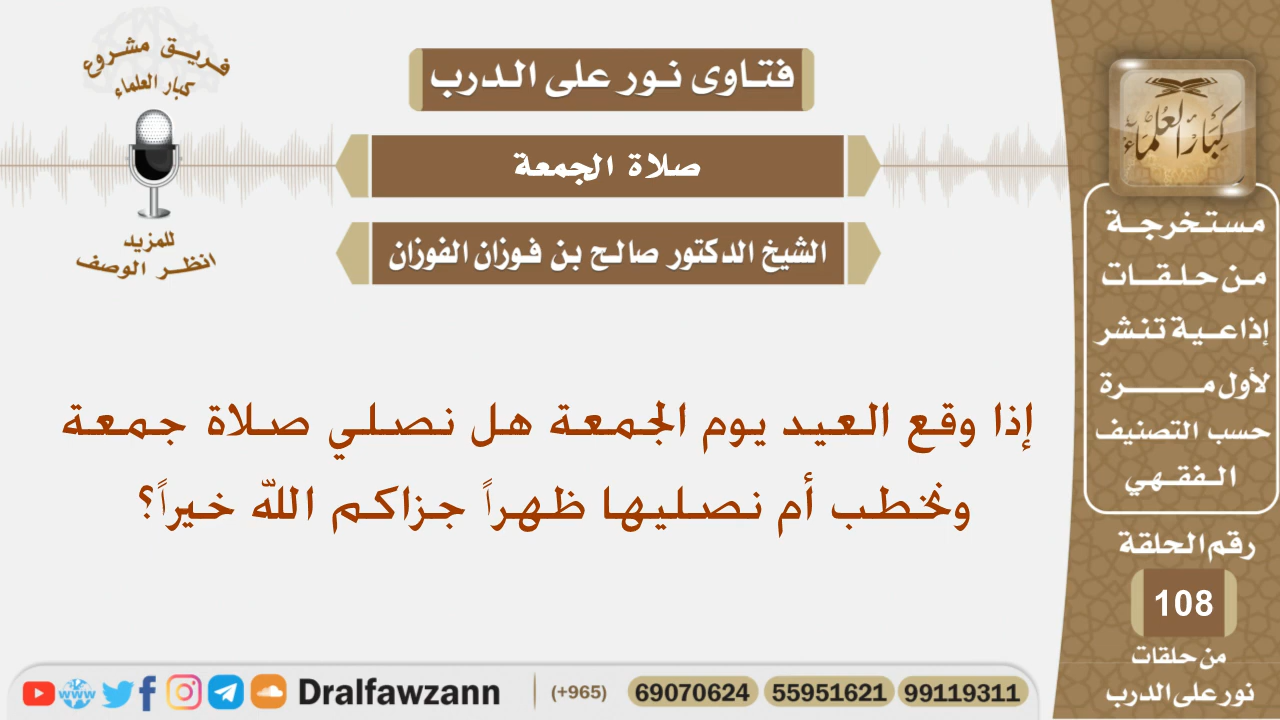 فريق مشروع
كبار العلماء
للمزيد
انظر الوصف
فتاوى نور على الدرب
صلاة الجمعة
الشيخ الدكتور صالح بن فوزان الفوزان
إذا وقع العيد يوم الجمعة هل نصلي صلاة جمعة
ونخطب أم نصليها ظهراً جزاكم الله خيراً؟
كبار العلماء
مستخرجة
من حلقات
إذاعية تنشر
لأول مرة
حسب التصنيف
الفقهي
رقم الحلقة
108
من حلقات
نور على الدرب
www Dralfawzann (+965) 69070624 55951621 99119311